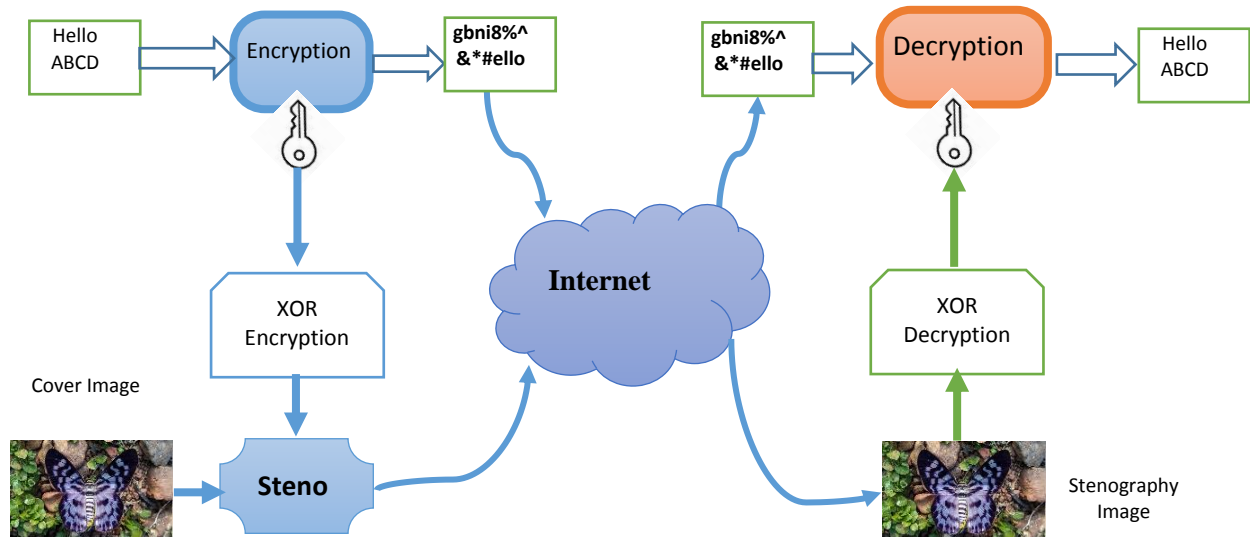 Hello
ABCD
Encryption
gbni8%^
&*#ello
gbni8%^
&*#ello
Decryption
Hello
ABCD
Internet
XOR
Encryption
XOR
Decryption
Cover Image
Steno
Stenography
Image